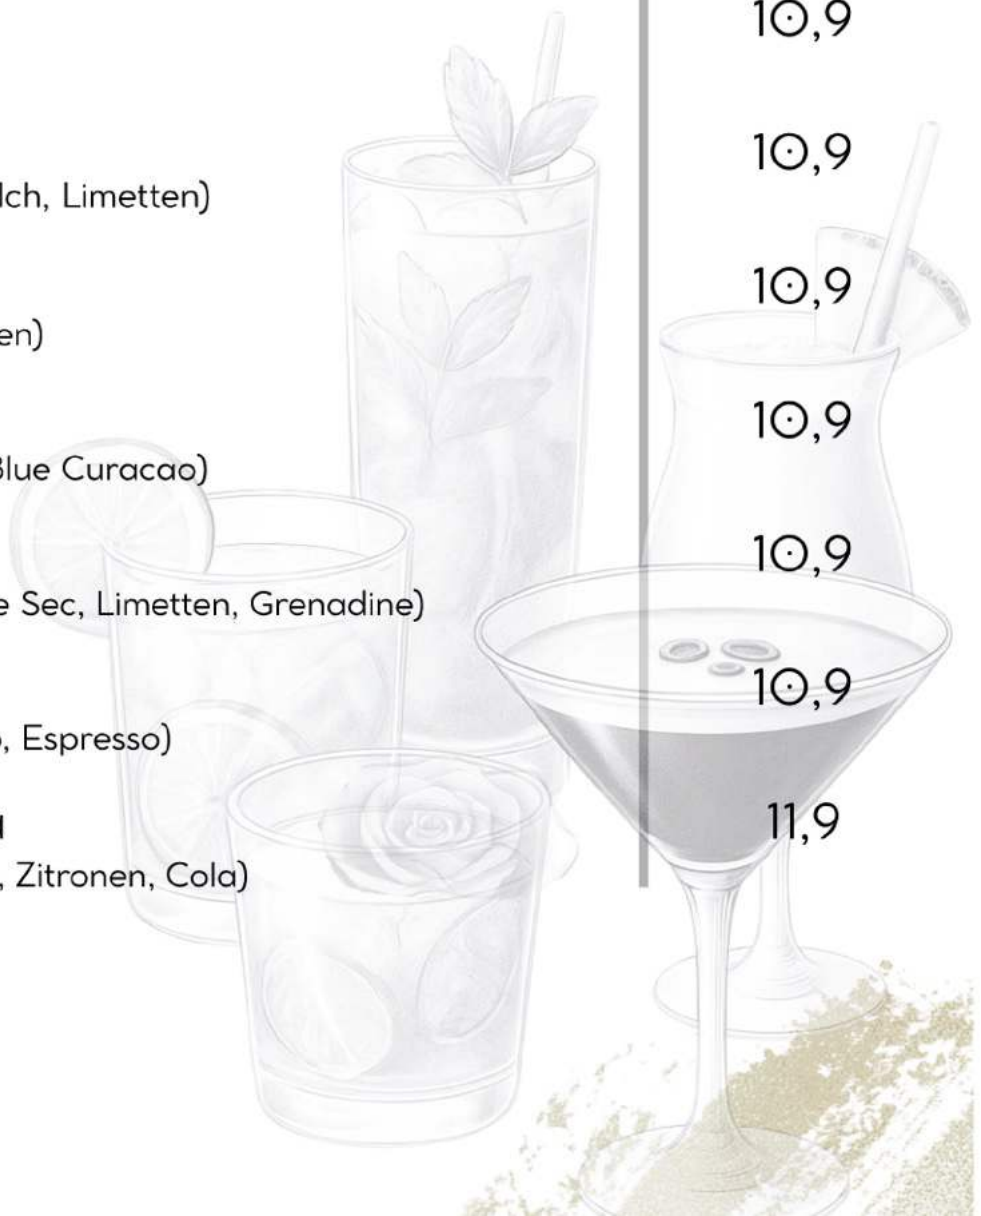 10,9
10,9
lch, Limetten)
10,9
en)
10,9
Blue Curacao)
10,9
e Sec, Limetten, Grenadine)
10,9
, Espresso)
11,9
, Zitronen, Cola)